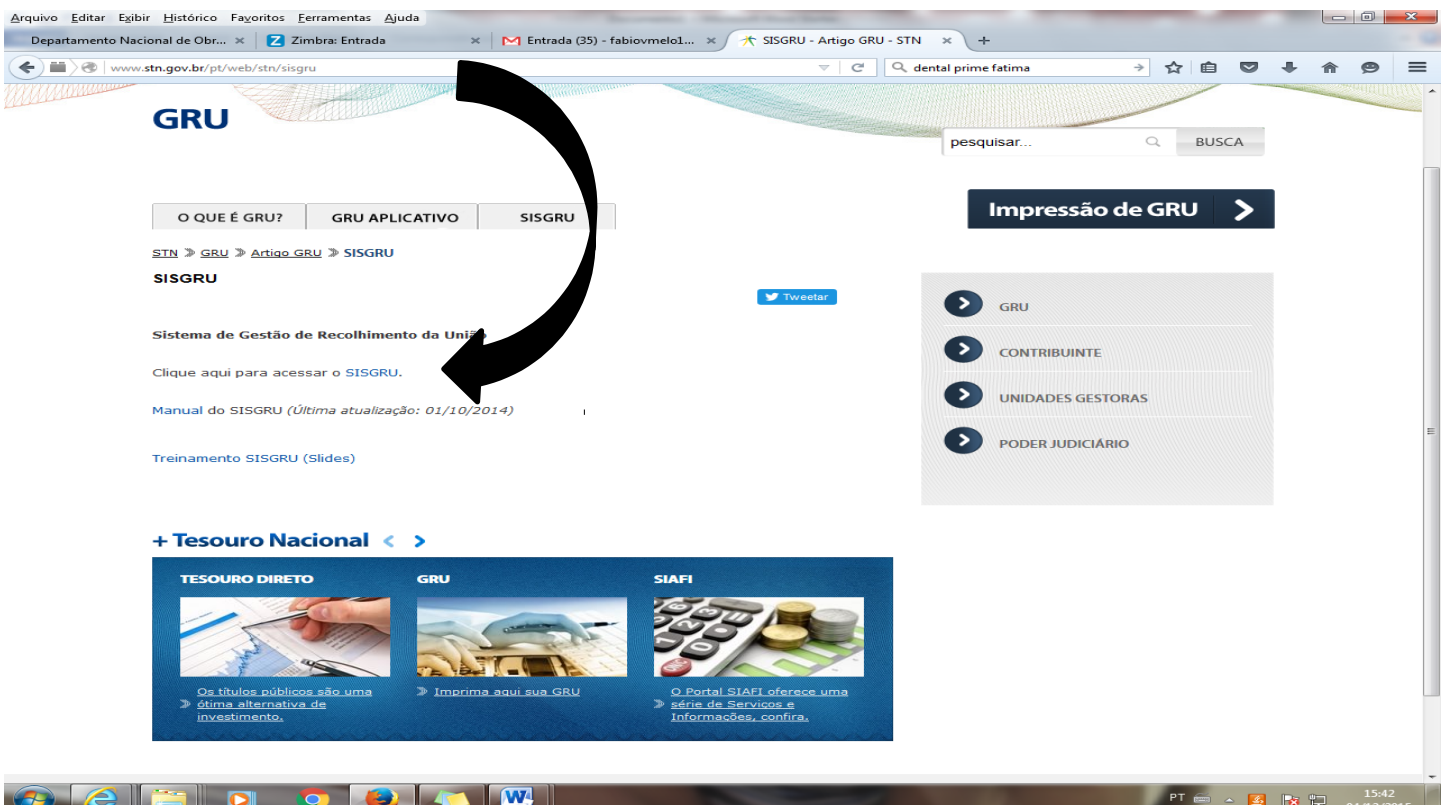 Arquivo Editar Exibir Histórico Favoritos Ferramentas Ajuda
Departamento Nacional de Obr... × Zimbra: Entrada × Entrada (35) - fabiovmelo1... × SISGRU - Artigo GRU - STN × +
www.stn.gov.br/pt/web/stn/sisgru dental prime fatima
GRU
pesquisar... BUSCA
O QUE É GRU? GRU APLICATIVO SISGRU
Impressão de GRU
STN GRU Artigo GRU SISGRU
SISGRU
Tweetar
Sistema de Gestão de Recolhimento da União
Clique aqui para acessar o SISGRU.
Manual do SISGRU (Última atualização: 01/10/2014)
Treinamento SISGRU (Slides)
GRU
CONTRIBUINTE
UNIDADES GESTORAS
PODER JUDICIÁRIO
+ Tesouro Nacional < >
TESOURO DIRETO GRU SIAFI
Os títulos públicos são uma
ótima alternativa de
investimento.
Imprima aqui sua GRU
O Portal SIAFI oferece uma
série de Serviços e
Informações, confira.
PT 15:42